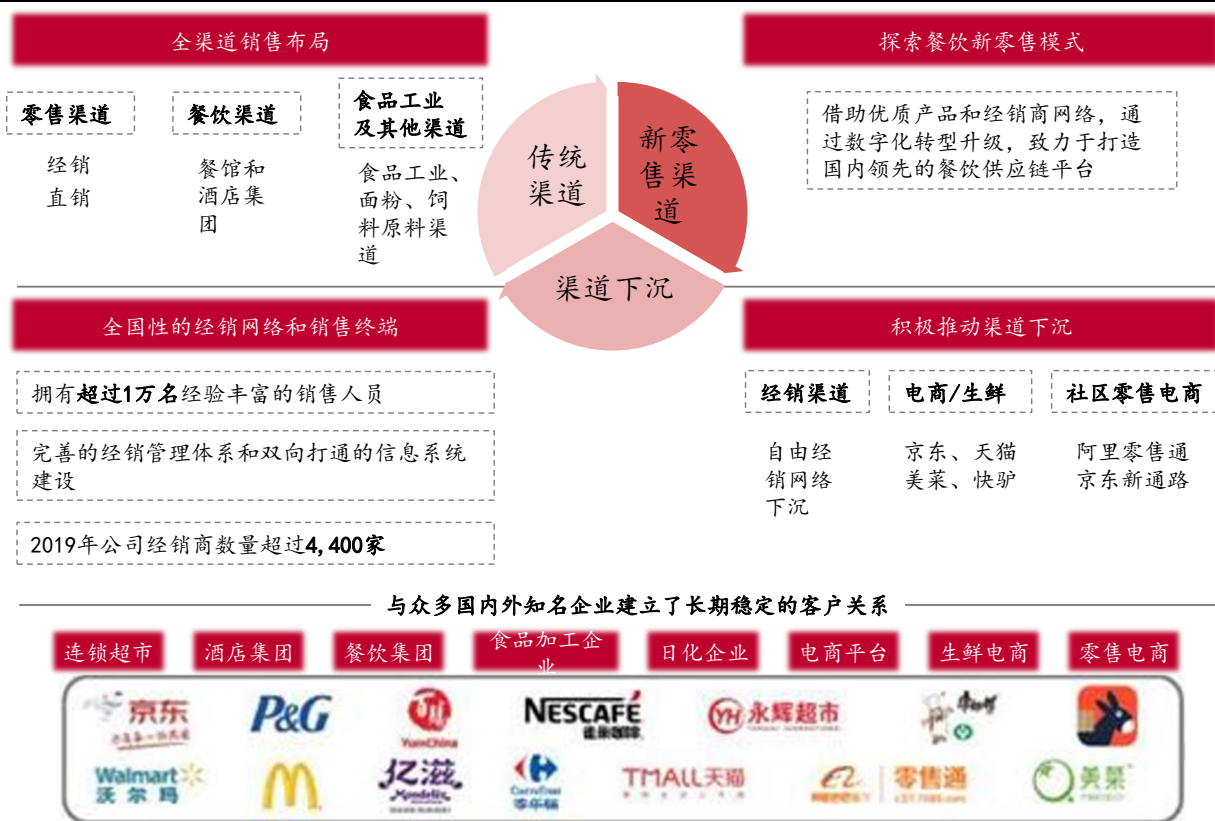 全渠道销售布局
零售渠道
经销
直销
餐饮渠道
餐馆和
酒店集
团
食品工业
及其他渠道
食品工业、
面粉、饲
料原料渠
道
传统
渠道
新零
售渠
道
渠道下沉
探索餐饮新零售模式
借助优质产品和经销商网络，通
过数字化转型升级，致力于打造
国内领先的餐饮供应链平台
全国性的经销网络和销售终端
拥有超过1万名经验丰富的销售人员
完善的经销管理体系和双向打通的信息系统
建设
2019年公司经销商数量超过4,400家
积极推动渠道下沉
经销渠道
自由经
销网络
下沉
电商/生鲜
京东、天猫
美菜、快驴
社区零售电商
阿里零售通
京东新通路
与众多国内外知名企业建立了长期稳定的客户关系
连锁超市
酒店集团
餐饮集团
食品加工企
业
日化企业
电商平台
生鲜电商
零售电商
京东
P&G
YumChina
NESCAFÉ
雀巢咖啡
YH 永辉超市
康师傅
Walmart
沃尔玛
亿滋
Mondelēz
Carrefour
家乐福
TMALL天猫
零售通
美菜